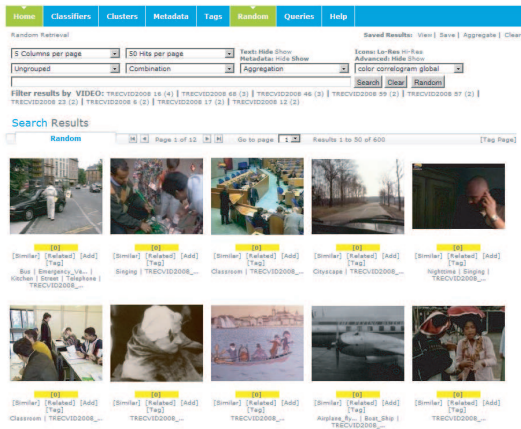 Home Classifiers Clusters Metadata Tags Random Queries Help
Random Retrieval Saved Results: View | Save | Aggregate | Clear
5 Columns per page 50 Hits per page Text: Hide Show Icons: Lo-Res Hi-Res
Metadata: Hide Show Advanced: Hide Show
Ungrouped Combination Aggregation color correlogram global
Search Clear Random
Filter results by VIDEO: TRECVID2008 16 (4) | TRECVID2008 68 (3) | TRECVID2008 46 (3) | TRECVID2008 59 (2) | TRECVID2008 87 (2) |
TRECVID2008 23 (2) | TRECVID2008 6 (2) | TRECVID2008 17 (2) | TRECVID2008 12 (2)
Search Results
Random Page 1 of 12 Go to page 1 Results 1 to 50 of 600 [Tag Page]
[0] [0] [0] [0] [0]
[Similar] [Related] [Add] [Similar] [Related] [Add] [Similar] [Related] [Add] [Similar] [Related] [Add] [Similar] [Related] [Add]
[Tag] [Tag] [Tag] [Tag] [Tag]
Bus | Emergency_Ve... | Singing | TRECVID2008_... Classroom | TRECVID2008_... Cityscape | TRECVID2008_... Nighttime | Singing |
Kitchen | Street | Telephone | TRECVID2008_...
TRECVID2008_...
[0] [0] [0] [0] [0]
[Similar] [Related] [Add] [Similar] [Related] [Add] [Similar] [Related] [Add] [Similar] [Related] [Add] [Similar] [Related] [Add]
[Tag] [Tag] [Tag] [Tag] [Tag]
Classroom | TRECVID2008_... TRECVID2008_... TRECVID2008_... Airplane_fly... | Boat_Ship | TRECVID2008_...
TRECVID2008_...